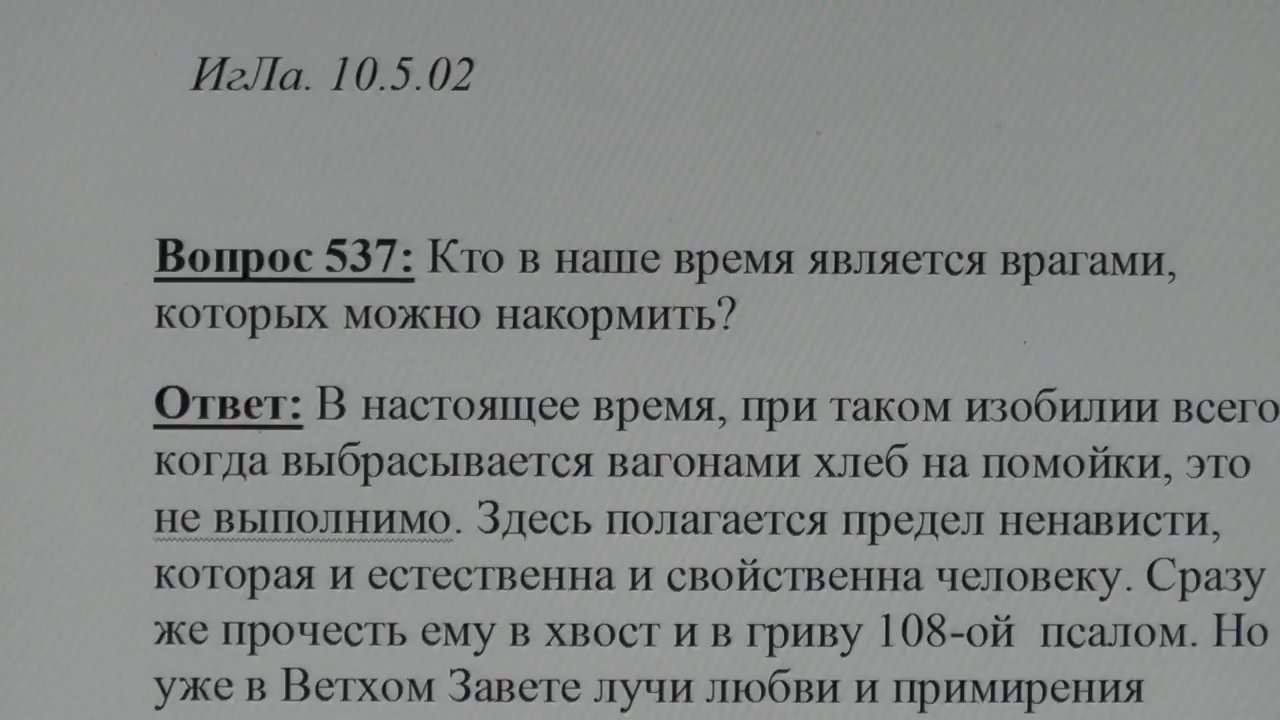 ИгЛа. 10.5.02
Вопрос 537: Кто в наше время является врагами,
которых можно накормить?
Ответ: В настоящее время, при таком изобилии всего
когда выбрасывается вагонами хлеб на помойки, это
не выполнимо. Здесь полагается предел ненависти,
которая и естественна и свойственна человеку. Сразу
же прочесть ему в хвост и в гриву 108-ой псалом. Но
уже в Ветхом Завете лучи любви и примирения